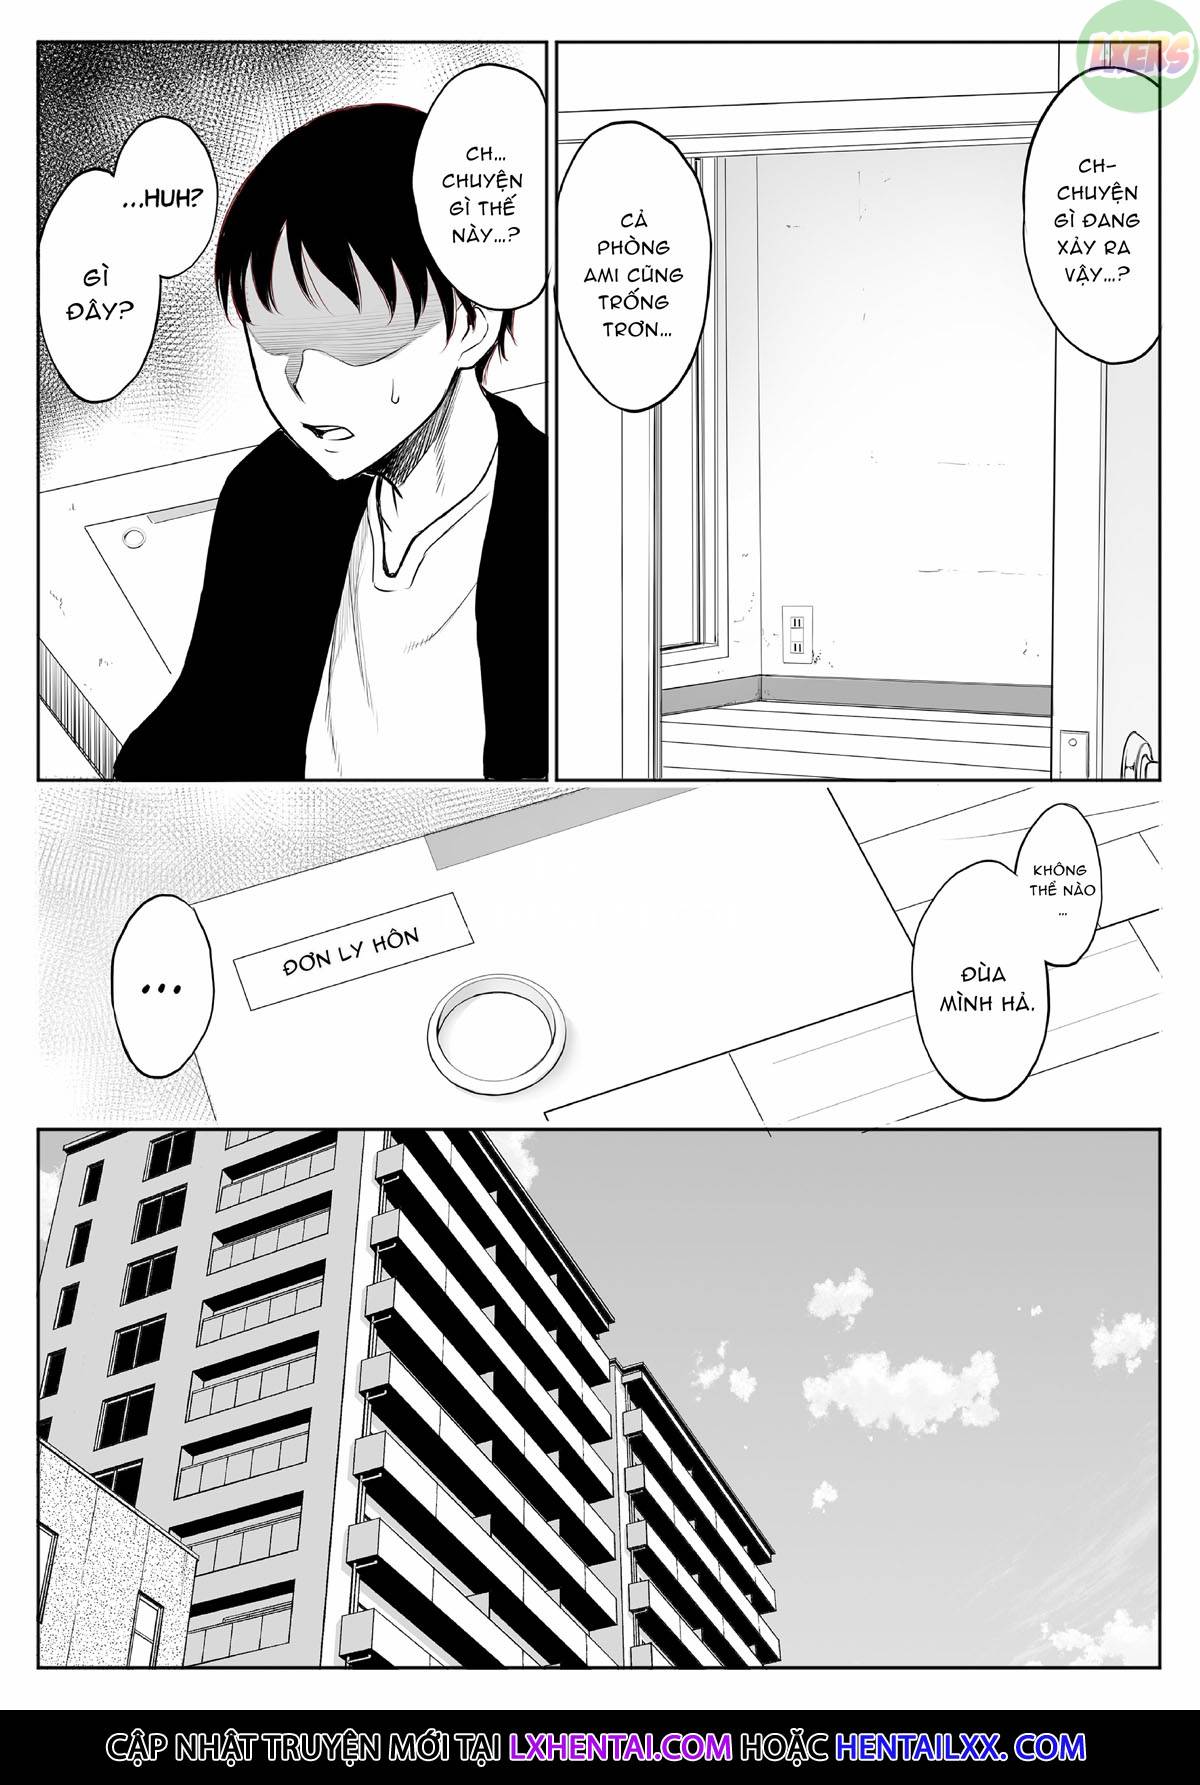 LXERS
CH-
CHUYỆN
GÌ ĐANG
XẢY RA
VẬY...?
CẢ
PHÒNG
AMI CŨNG
TRỐNG
TRƠN...
CH...
CHUYỆN
GÌ THẾ
NÀY...?
...HUH?
GÌ
ĐÂY?
KHÔNG
THỂ NÀO
...
ĐÙA
MÌNH HẢ.
ĐƠN LY HÔN
...
CẬP NHẬT TRUYỆN MỚI TẠI LXHENTAI.COM HOẶC HENTAILXX. COM